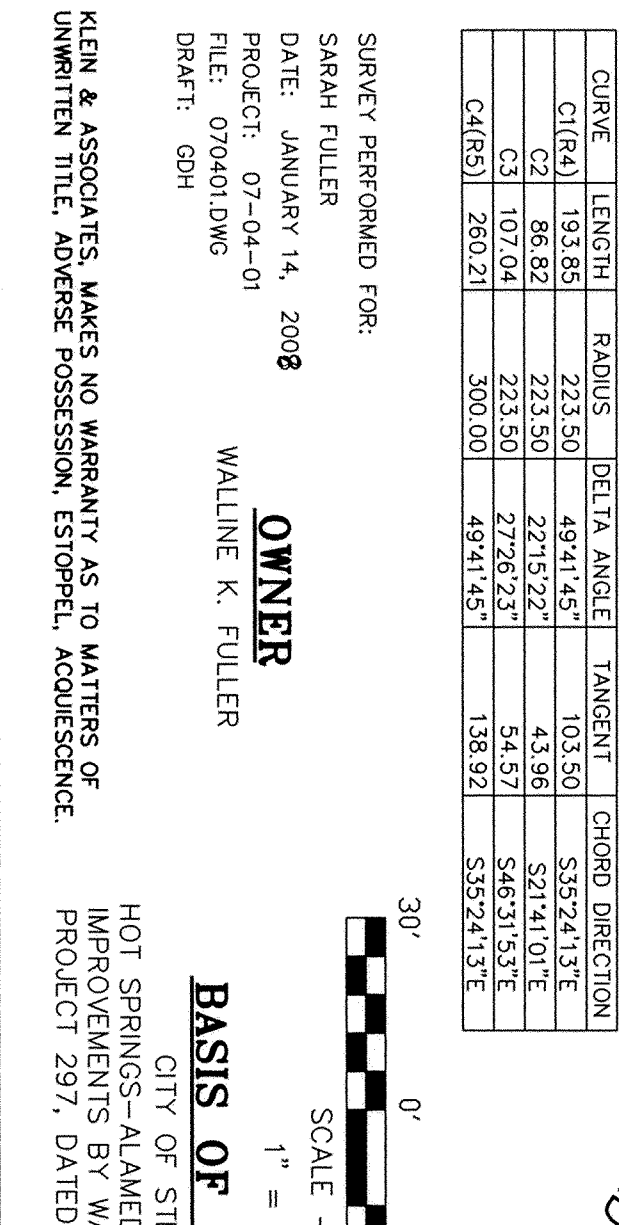 CURVE LENGTH RADIUS DELTA ANGLE TANGENT CHORD DIRECTION
C1(R4) 193.85 223.50 49°41'45" 103.50 S35°24'13"E
C2 86.82 223.50 22°15'22" 43.96 S21°41'01"E
C3 107.04 223.50 27°26'23" 54.57 S46°31'53"E
C4(R5) 260.21 300.00 49°41'45" 138.92 S35°24'13"E
SURVEY PERFORMED FOR:
SARAH FULLER
DATE: JANUARY 14, 2008
PROJECT: 07-04-01
FILE: 070401.DWG
DRAFT: GDH
OWNER
WALLINE K. FULLER
KLEIN & ASSOCIATES, MAKES NO WARRANTY AS TO MATTERS OF
UNWRITTEN TITLE, ADVERSE POSSESSION, ESTOPPEL, ACQUIESCENCE.
30' 0'
SCALE -
1" =
BASIS OF
CITY OF
HOT SPRINGS-ALAMED
IMPROVEMENTS BY
PROJECT 297, DATED